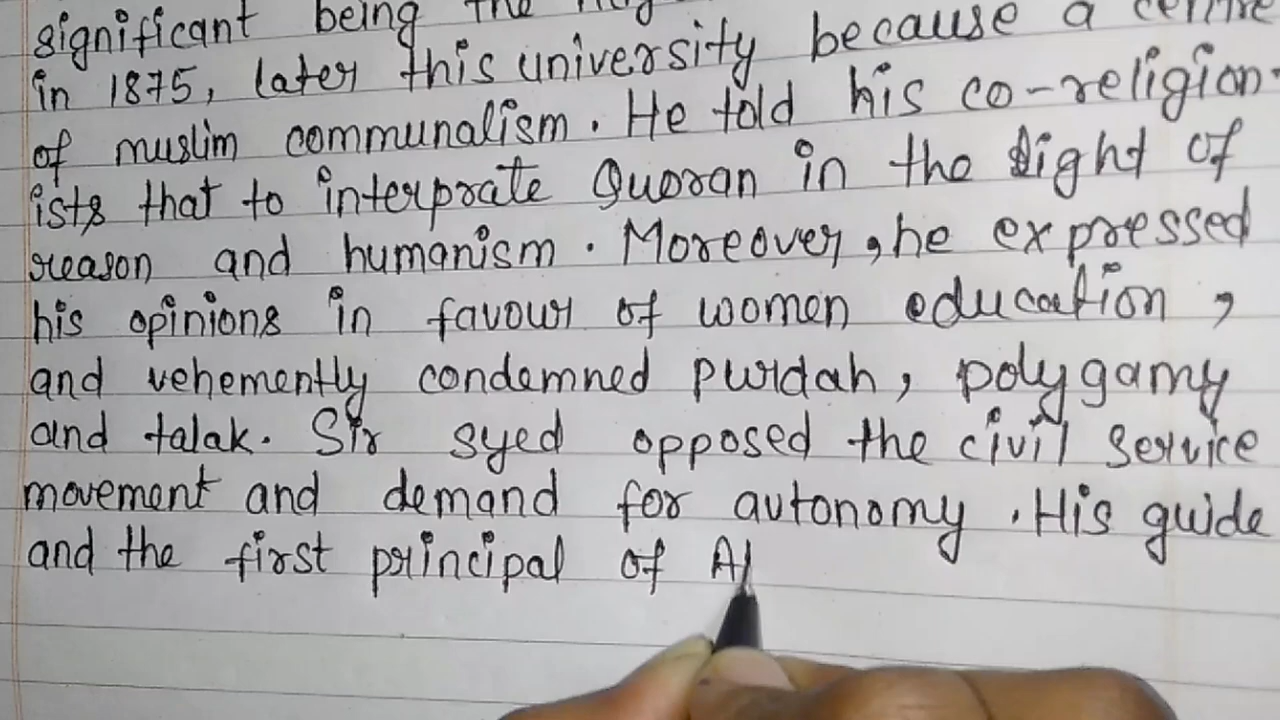 significant being the
in 1875, later this university because a centre
of muslim communalism. He told his co-religion-
ists that to interprate Quoran in the light of
reason and humanism. Moreover, he expressed
his opinions in favour of women education,
and vehemently condemned purdah, polygamy
and talak. Sir syed opposed the civil service
movement and demand for autonomy. His guide
and the first principal of Al